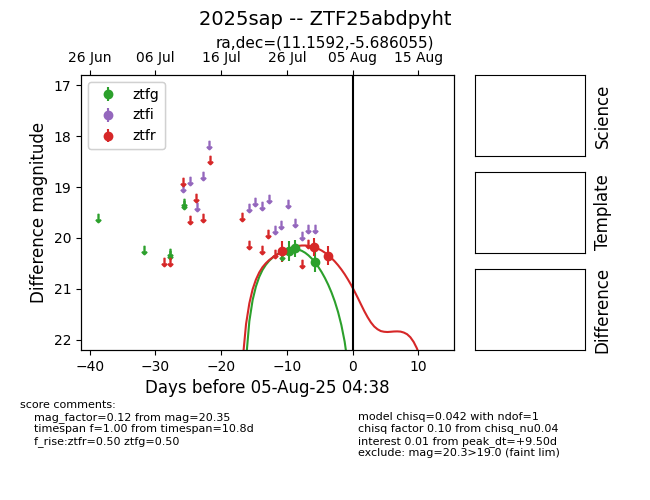 2025sap -- ZTF25abdpyht
ra,dec=(11.1592,-5.686055)
26 Jun 06 Jul 16 Jul 26 Jul 05 Aug 15 Aug
ztfg
ztfi
ztfr
17
18
19
20
21
22
Difference magnitude
−40 −30 −20 −10 0 10
Days before 05-Aug-25 04:38
Science
Template
Difference
score comments:
mag_factor=0.12 from mag=20.35
timespan f=1.00 from timespan=10.8d
f_rise:ztfr=0.50 ztfg=0.50
model chisq=0.042 with ndof=1
chisq factor 0.10 from chisq_nu0.04
interest 0.01 from peak_dt=+9.50d
exclude: mag=20.3>19.0 (faint lim)